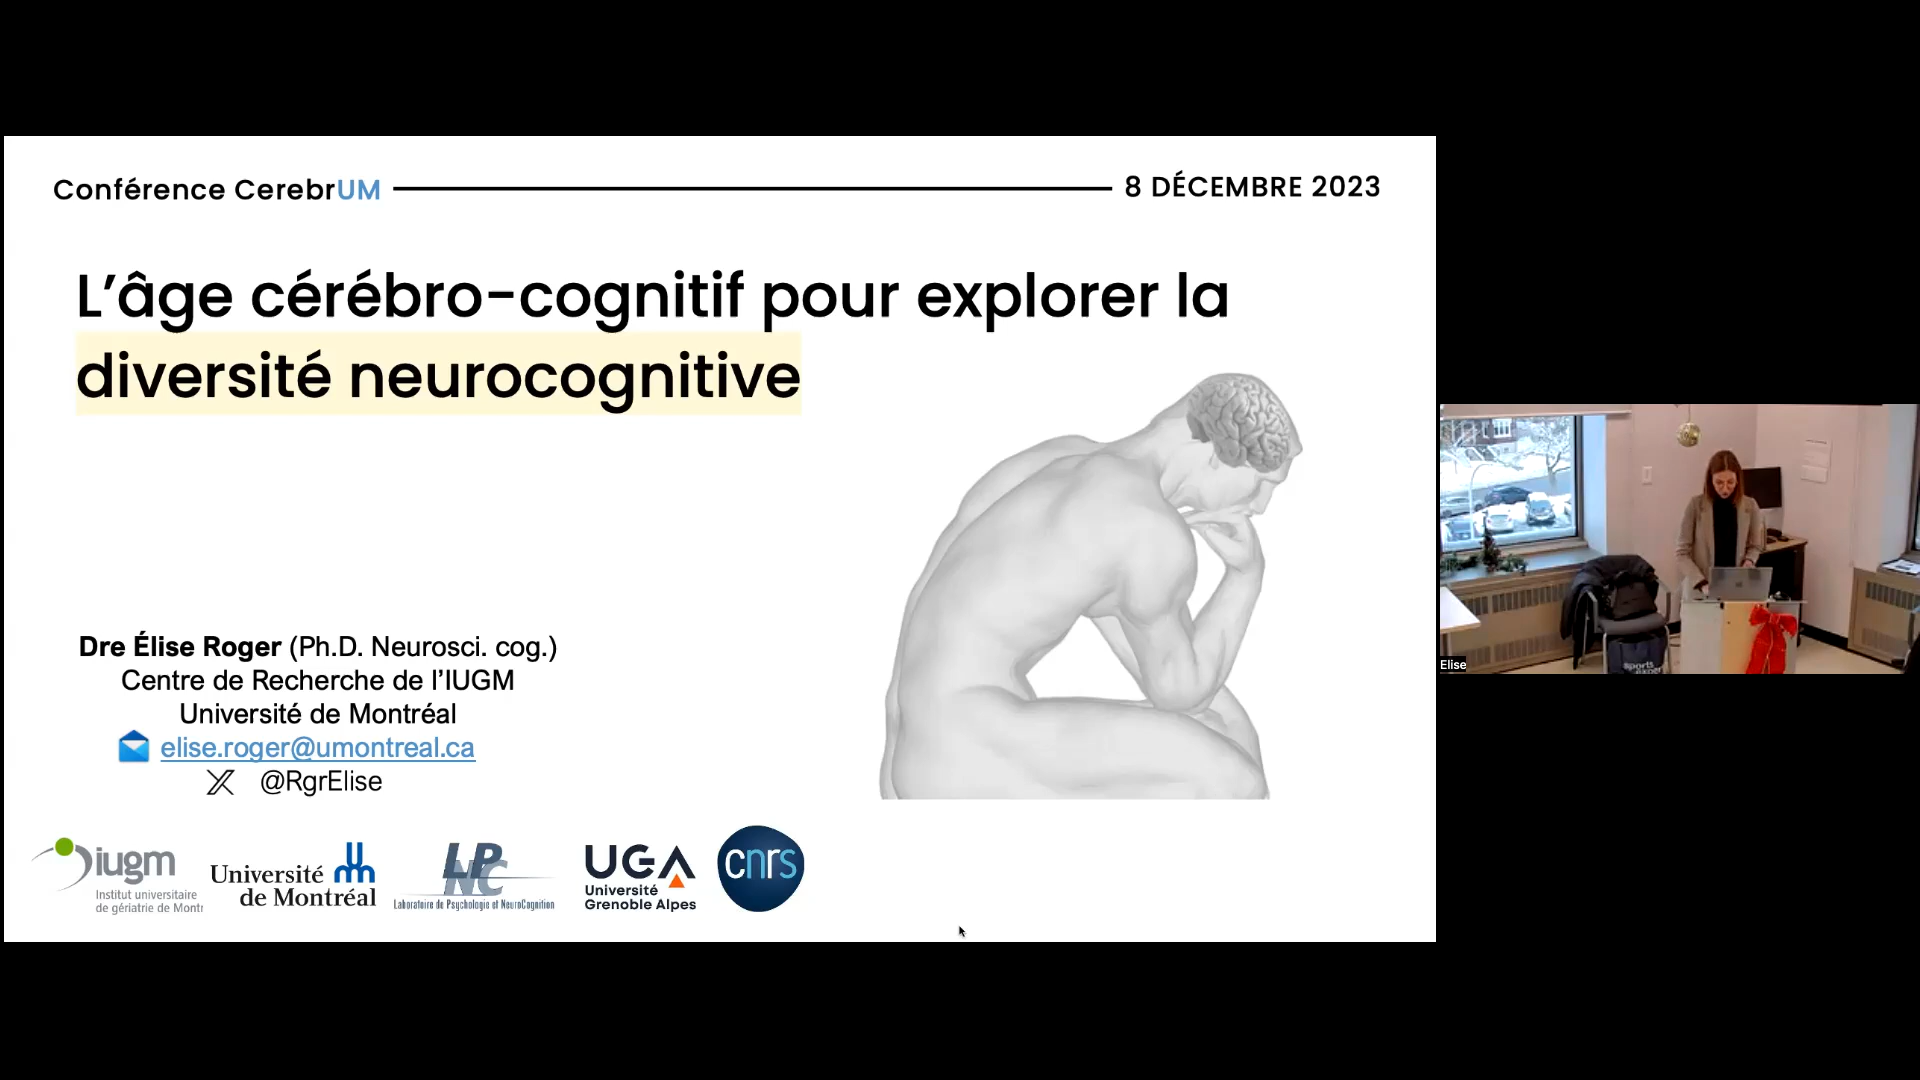 Conférence CerebrUM
8 DÉCEMBRE 2023
L'âge cérébro-cognitif pour explorer la
diversité neurocognitive
Dre Élise Roger (Ph.D. Neurosci. cog.)
Centre de Recherche de l'IUGM
Université de Montréal
elise.roger@umontreal.ca
@RgrElise
iugm
Institut universitaire
de gériatrie de Montr
Université
de Montréal
LPNC
Laboratoire de Psychologie et NeuroCognition
UGA
Université
Grenoble Alpes
cnrs
Elise
sports